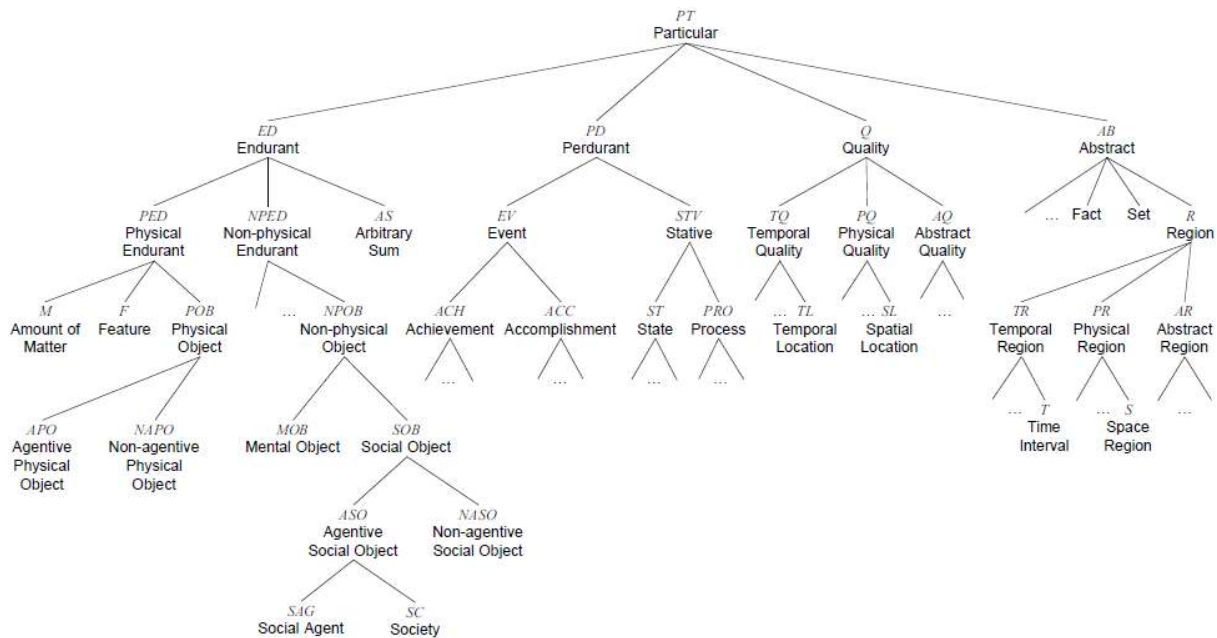 PT
Particular
ED PD Q AB
Endurant Perdurant Quality Abstract
PED NPED AS EV STV TQ PQ AQ ... Fact Set R
Physical Non-physical Arbitrary Event Stative Temporal Physical Abstract Region
Endurant Endurant Sum Quality Quality Quality
M F POB ... NPOB ACH ACC ST PRO ... TL ... SL ... TR PR AR
Amount of Feature Physical Non-physical Achievement Accomplishment State Process Temporal Spatial Temporal Physical Abstract
Matter Object Object Location Location Region Region Region
... ... ... ...
... T ... S ...
APO NAPO MOB SOB Time Space
Agentive Non-agentive Mental Object Social Object Interval Region
Physical Physical
Object Object
ASO NASO
Agentive Non-agentive
Social Object Social Object
SAG SC
Social Agent Society